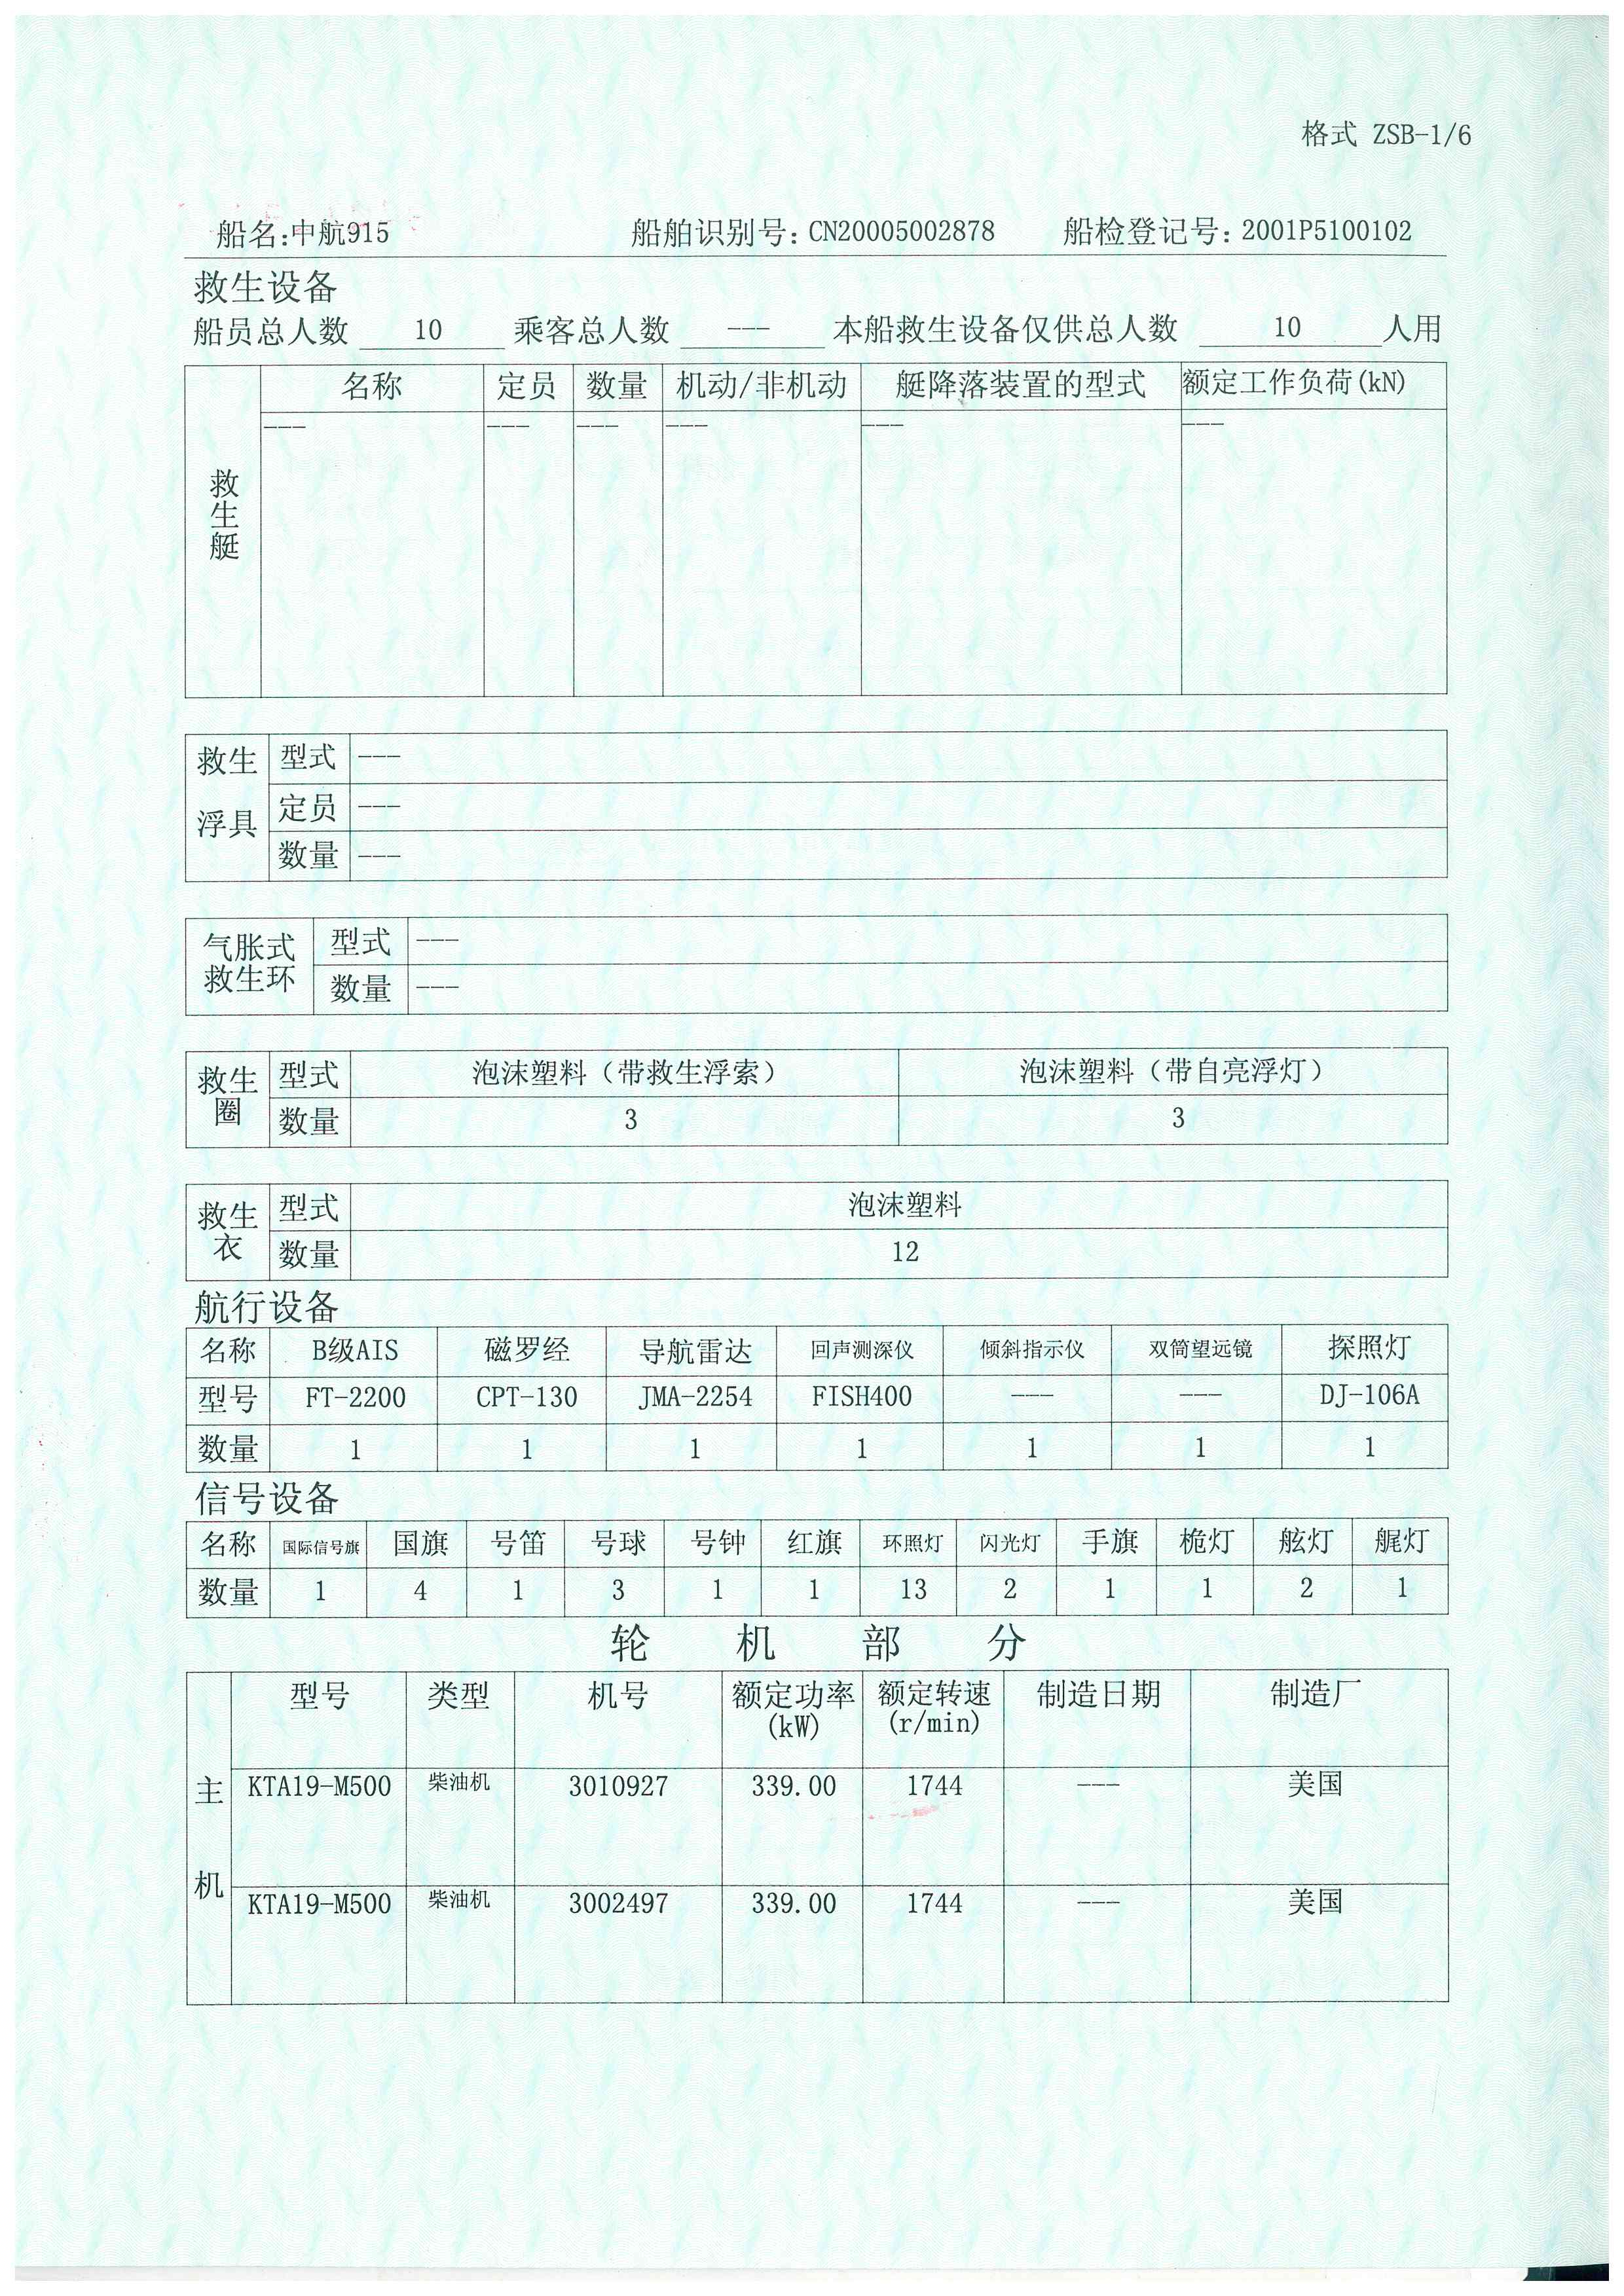 格式 ZSB-1/6
船名:中航915 船舶识别号: CN20005002878 船检登记号: 2001P5100102
救生设备
船员总人数 10 乘客总人数 --- 本船救生设备仅供总人数 10 人用
救生艇
名称 定员 数量 机动/非机动 艇降落装置的型式 额定工作负荷(kN)
--- --- --- --- --- ---
救生浮具
型式 ---
定员 ---
数量 ---
气胀式救生环
型式 ---
数量 ---
救生圈
型式 泡沫塑料（带救生浮索） 泡沫塑料（带自亮浮灯）
数量 3 3
救生衣
型式 泡沫塑料
数量 12
航行设备
名称 B级AIS 磁罗经 导航雷达 回声测深仪 倾斜指示仪 双筒望远镜 探照灯
型号 FT-2200 CPT-130 JMA-2254 FISH400 --- --- DJ-106A
数量 1 1 1 1 1 1 1
信号设备
名称 国际信号旗 国旗 号笛 号球 号钟 红旗 环照灯 闪光灯 手旗 桅灯 舷灯 艉灯
数量 1 4 1 3 1 1 13 2 1 1 2 1
轮机部分
主机
型号 类型 机号 额定功率(kW) 额定转速(r/min) 制造日期 制造厂
KTA19-M500 柴油机 3010927 339.00 1744 --- 美国
KTA19-M500 柴油机 3002497 339.00 1744 --- 美国